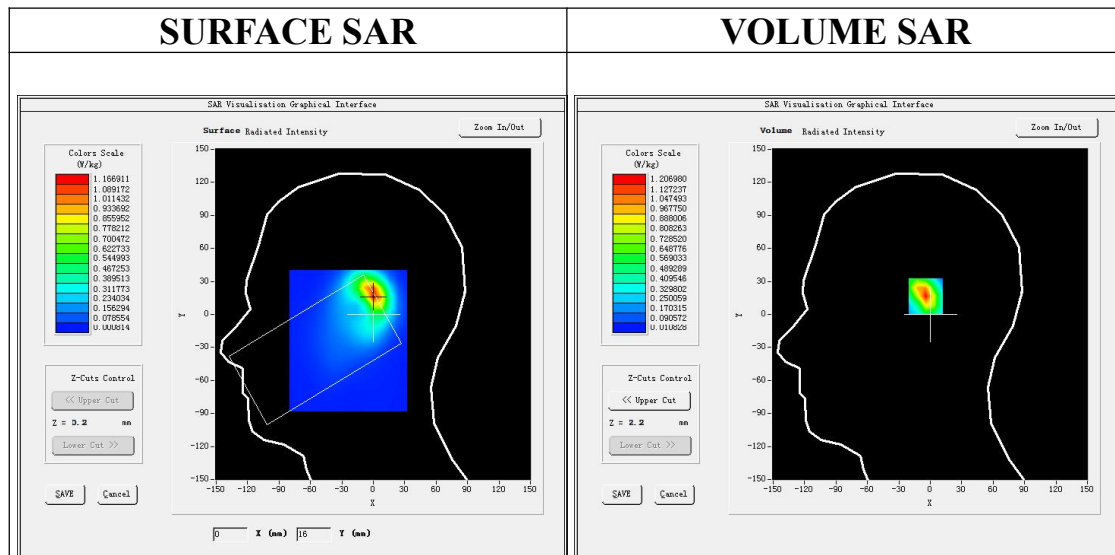 SURFACE SAR
VOLUME SAR
SAR Visualisation Graphical Interface
Surface Radiated Intensity
Zoom In/Out
Colors Scale
(W/kg)
1.166911
1.089172
1.011432
0.933692
0.855952
0.778212
0.700472
0.622733
0.544993
0.467253
0.389513
0.311773
0.234034
0.156294
0.078554
0.000814
Z-Cuts Control
<< Upper Cut
Z = 0.2 mm
Lower Cut >>
SAVE
Cancel
150
120
90
60
30
0
-30
-60
-90
-120
-150
Y
-150 -120 -90 -60 -30 0 30 60 90 120 150
X
0 X (mm) 16 Y (mm)
SAR Visualisation Graphical Interface
Volume Radiated Intensity
Zoom In/Out
Colors Scale
(W/kg)
1.206980
1.127237
1.047493
0.967750
0.888006
0.808263
0.728520
0.648776
0.569033
0.489289
0.409546
0.329802
0.250059
0.170315
0.090572
0.010828
Z-Cuts Control
<< Upper Cut
Z = 2.2 mm
Lower Cut >>
SAVE
Cancel
150
120
90
60
30
0
-30
-60
-90
-120
-150
Y
-150 -120 -90 -60 -30 0 30 60 90 120 150
X